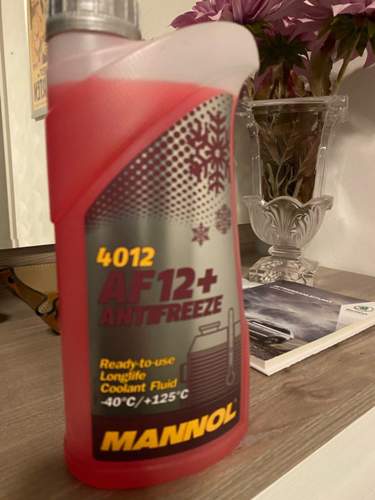 4012
AF12+
ANTIFREEZE
Ready-to-use
Longlife
Coolant Fluid
-40°C/+125°C
MANNOL